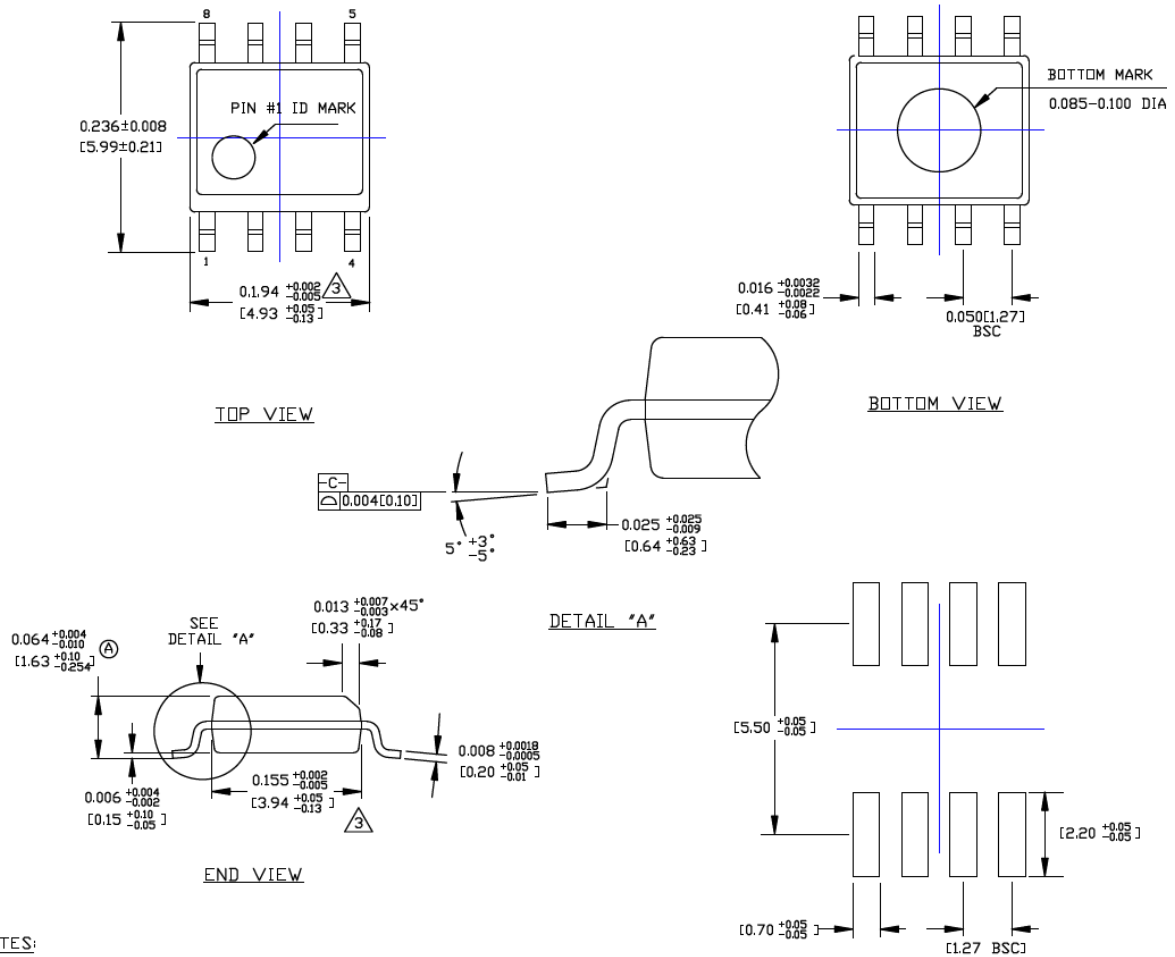 8 5
PIN #1 ID MARK
0.236±0.008
[5.99±0.21]
1 4
0.1.94 +0.002 -0.005
[4.93 +0.05 -0.13 ]
3
TOP VIEW
BOTTOM MARK
0.085-0.100 DIA
0.016 +0.0032 -0.0022
[0.41 +0.08 -0.06 ]
0.050[1.27]
BSC
BOTTOM VIEW
-C-
0.004[0.10]
5° +3° -5°
0.025 +0.025 -0.009
[0.64 +0.63 -0.23 ]
DETAIL "A"
SEE
DETAIL "A"
0.064 +0.004 -0.010
[1.63 +0.10 -0.254 ]
A
0.013 +0.007 -0.003 ×45°
[0.33 +0.17 -0.08 ]
0.006 +0.004 -0.002
[0.15 +0.10 -0.05 ]
0.155 +0.002 -0.005
[3.94 +0.05 -0.13 ]
3
0.008 +0.0018 -0.0005
[0.20 +0.05 -0.01 ]
END VIEW
[5.50 +0.05 -0.05 ]
[2.20 +0.05 -0.05 ]
[0.70 +0.05 -0.05 ]
[1.27 BSC]
TES: